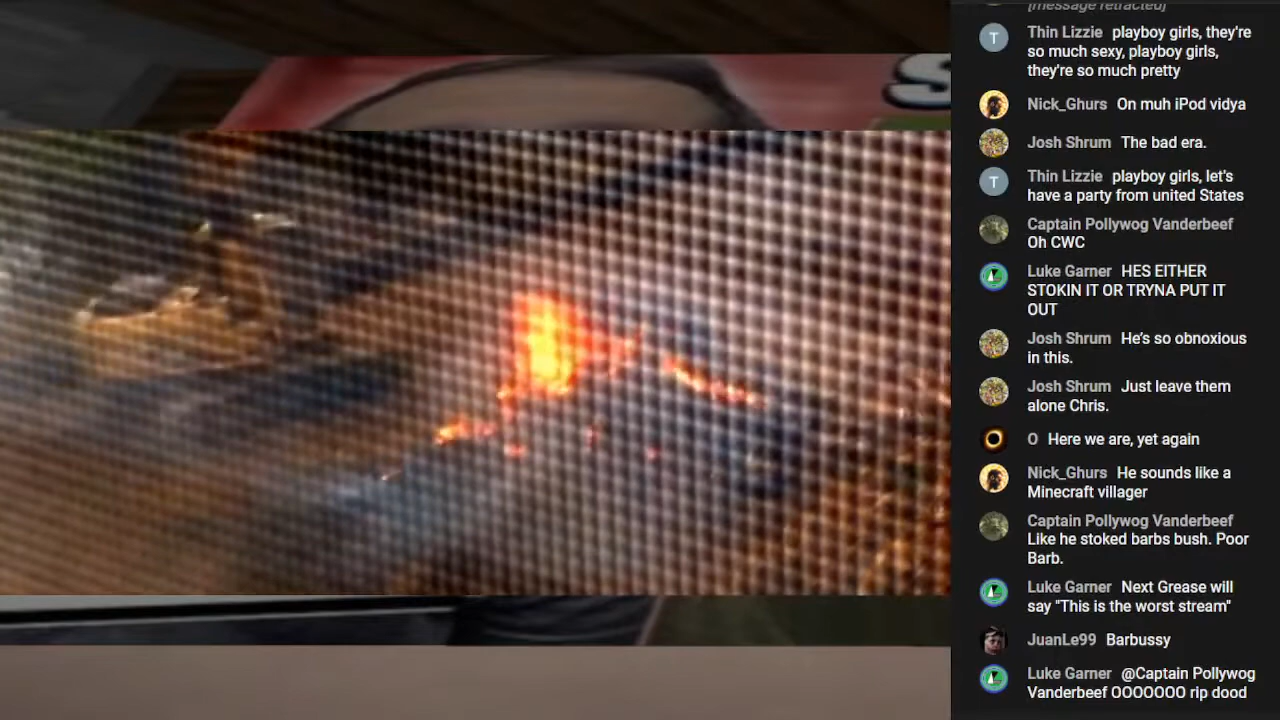 [message retracted]
Thin Lizzie playboy girls, they're
so much sexy, playboy girls,
they're so much pretty
Nick_Ghurs On muh iPod vidya
Josh Shrum The bad era.
Thin Lizzie playboy girls, let's
have a party from united States
Captain Pollywog Vanderbeef
Oh CWC
Luke Garner HES EITHER
STOKIN IT OR TRYNA PUT IT
OUT
Josh Shrum He's so obnoxious
in this.
Josh Shrum Just leave them
alone Chris.
O Here we are, yet again
Nick_Ghurs He sounds like a
Minecraft villager
Captain Pollywog Vanderbeef
Like he stoked barbs bush. Poor
Barb.
Luke Garner Next Grease will
say "This is the worst stream"
JuanLe99 Barbussy
Luke Garner @Captain Pollywog
Vanderbeef OOOOOOO rip dood
T
T
S